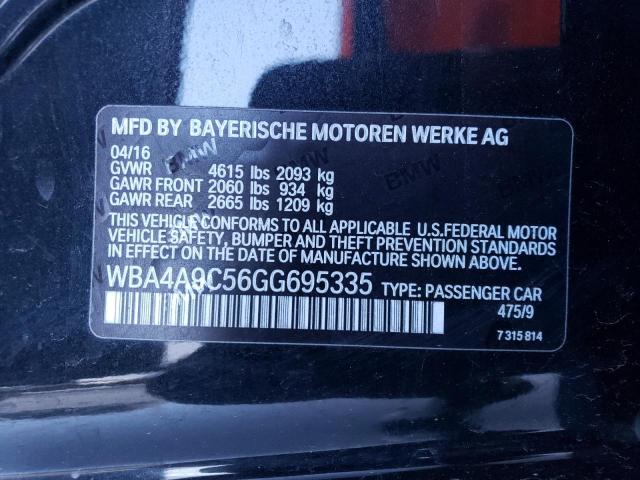 MFD BY BAYERISCHE MOTOREN WERKE AG
04/16
GVWR 4615 lbs 2093 kg
GAWR FRONT 2060 lbs 934 kg
GAWR REAR 2665 lbs 1209 kg
THIS VEHICLE CONFORMS TO ALL APPLICABLE U.S.FEDERAL MOTOR
VEHICLE SAFETY, BUMPER AND THEFT PREVENTION STANDARDS
IN EFFECT ON THE DATE OF MANUFACTURE SHOWN ABOVE.
WBA4A9C56GG695335 TYPE: PASSENGER CAR
475/9
7 315 814